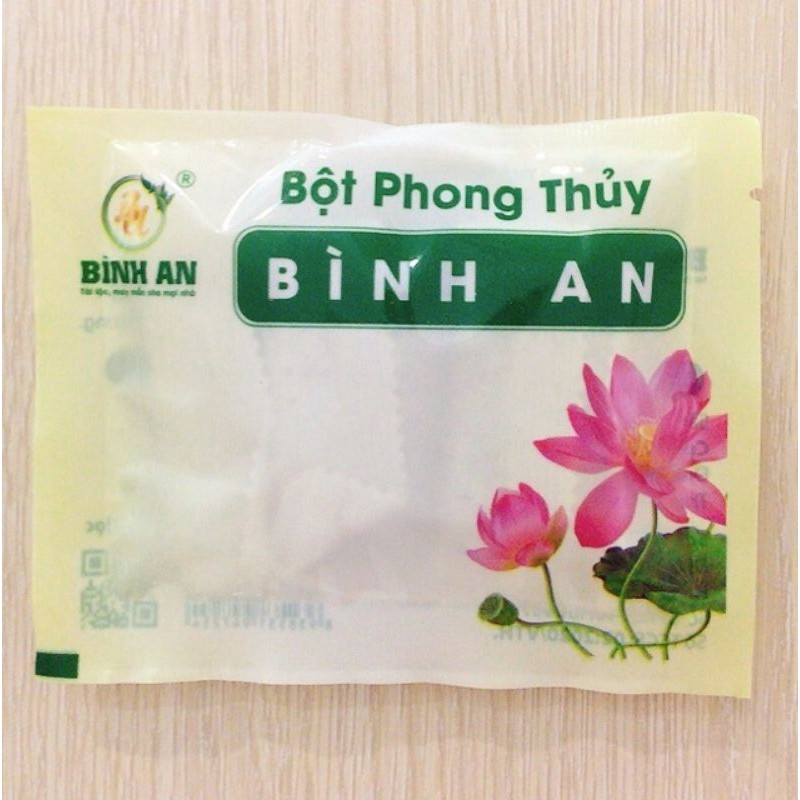 ®
BÌNH AN
Tài lộc, may mắn cho mọi nhà
Bột Phong Thủy
BÌNH AN